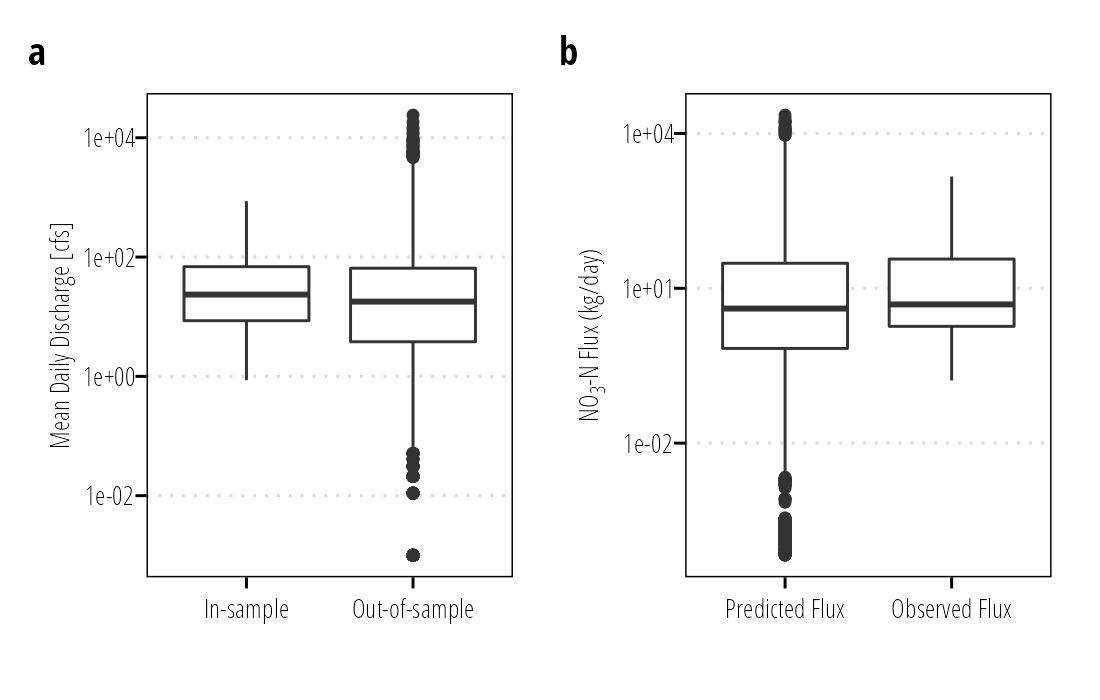 a
Mean Daily Discharge [cfs]
1e+04
1e+02
1e+00
1e-02
In-sample
Out-of-sample
b
NO₃-N Flux (kg/day)
1e+04
1e+01
1e-02
Predicted Flux
Observed Flux